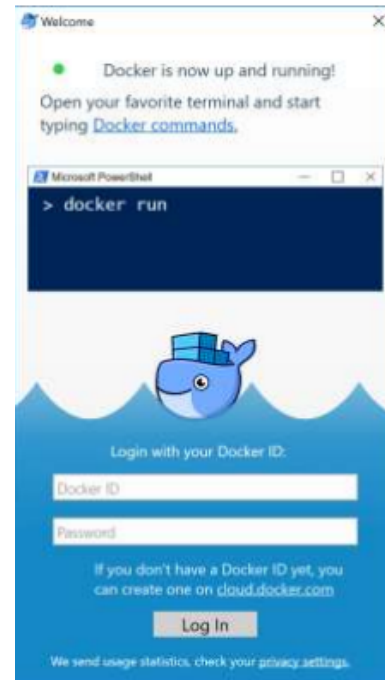 Welcome
Docker is now up and running!
Open your favorite terminal and start
typing Docker commands.
Microsoft PowerShell
> docker run
Login with your Docker ID:
Docker ID
Password
If you don't have a Docker ID yet, you
can create one on cloud.docker.com
Log In
We send usage statistics, check your privacy settings.